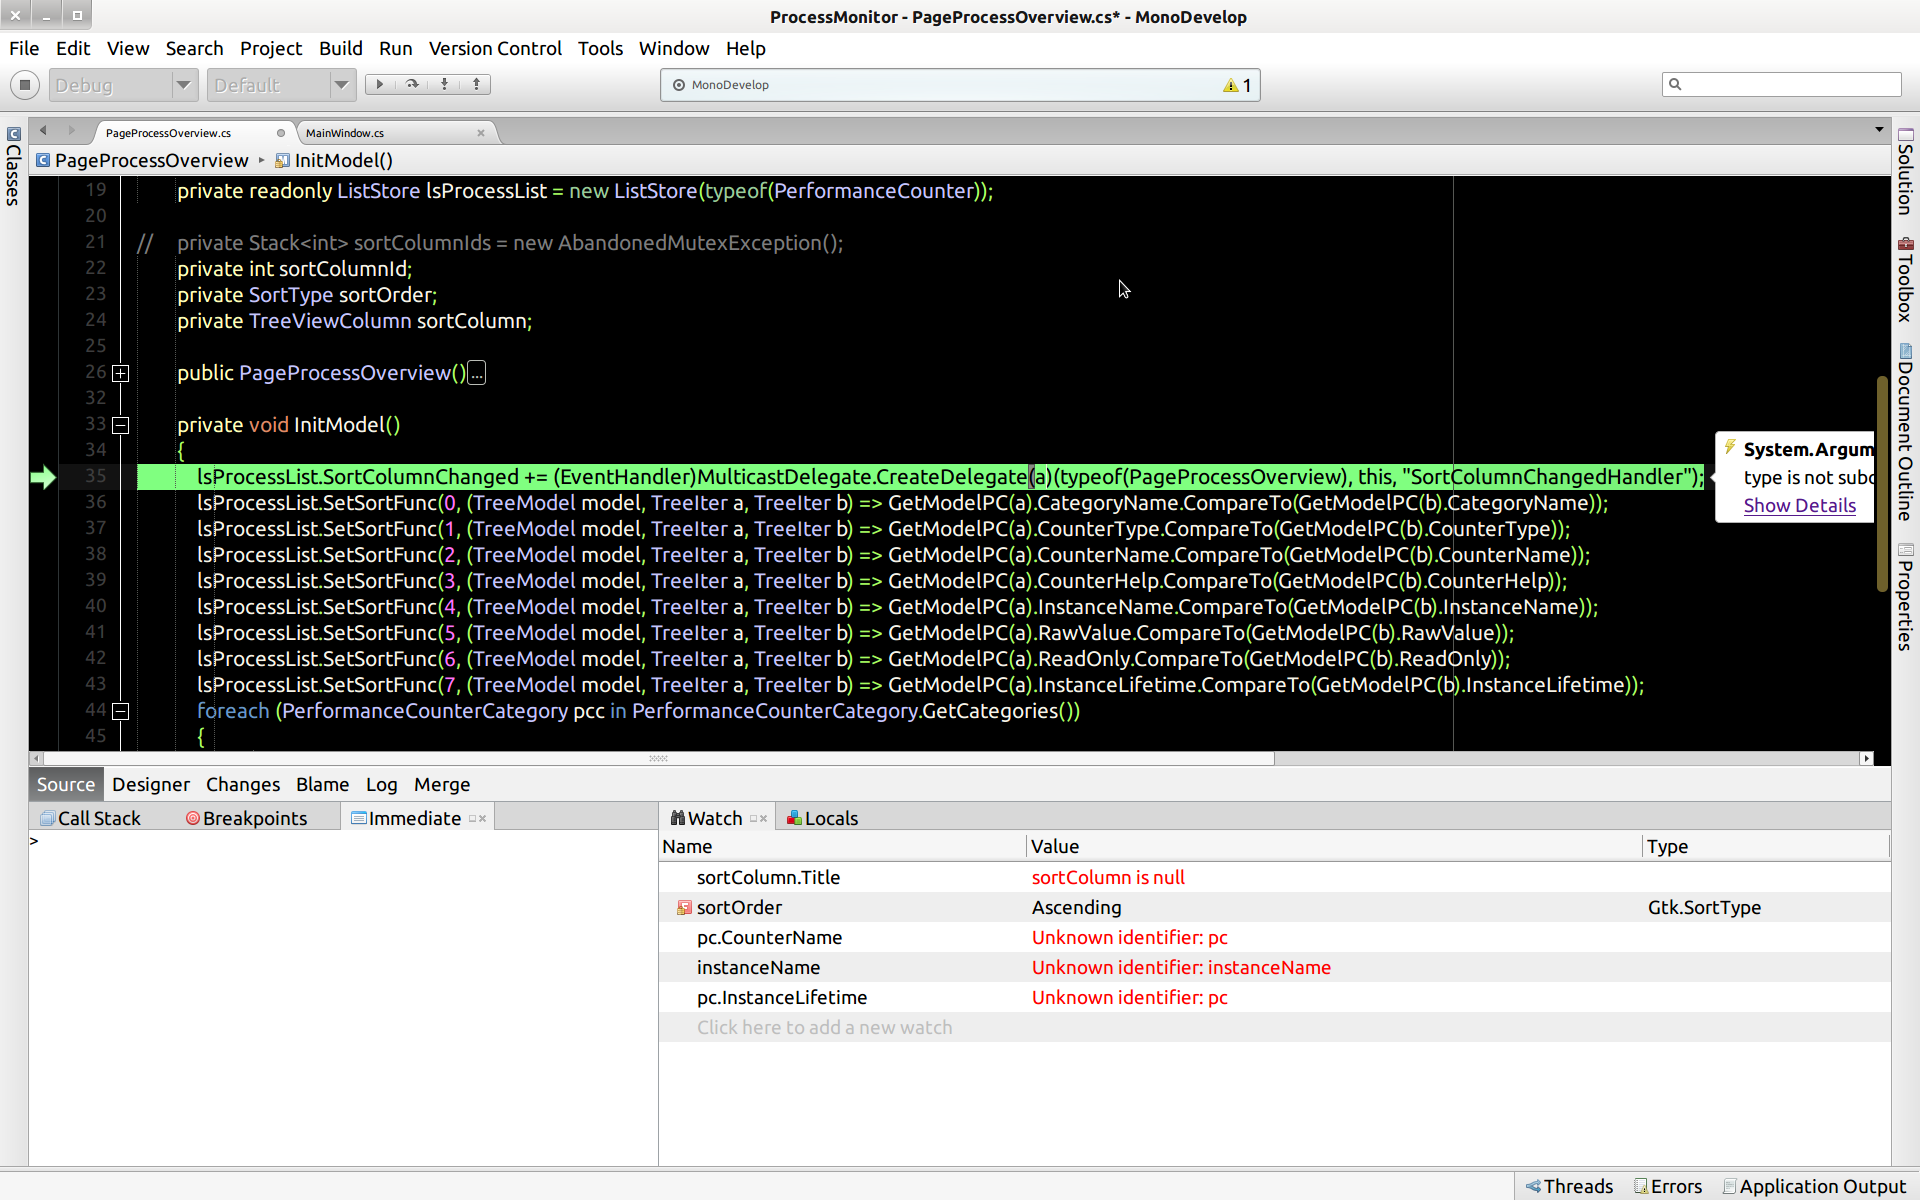 ProcessMonitor - PageProcessOverview.cs* - MonoDevelop
File Edit View Search Project Build Run Version Control Tools Window Help
Debug Default MonoDevelop 1
PageProcessOverview.cs MainWindow.cs
PageProcessOverview InitModel()
Classes
19 private readonly ListStore lsProcessList = new ListStore(typeof(PerformanceCounter));
20
21 // private Stack<int> sortColumnIds = new AbandonedMutexException();
22 private int sortColumnId;
23 private SortType sortOrder;
24 private TreeViewColumn sortColumn;
25
26 public PageProcessOverview()...
32
33 private void InitModel()
34 {
35 lsProcessList.SortColumnChanged += (EventHandler)MulticastDelegate.CreateDelegate(a)(typeof(PageProcessOverview), this, "SortColumnChangedHandler");
36 lsProcessList.SetSortFunc(0, (TreeModel model, TreeIter a, TreeIter b) => GetModelPC(a).CategoryName.CompareTo(GetModelPC(b).CategoryName));
37 lsProcessList.SetSortFunc(1, (TreeModel model, TreeIter a, TreeIter b) => GetModelPC(a).CounterType.CompareTo(GetModelPC(b).CounterType));
38 lsProcessList.SetSortFunc(2, (TreeModel model, TreeIter a, TreeIter b) => GetModelPC(a).CounterName.CompareTo(GetModelPC(b).CounterName));
39 lsProcessList.SetSortFunc(3, (TreeModel model, TreeIter a, TreeIter b) => GetModelPC(a).CounterHelp.CompareTo(GetModelPC(b).CounterHelp));
40 lsProcessList.SetSortFunc(4, (TreeModel model, TreeIter a, TreeIter b) => GetModelPC(a).InstanceName.CompareTo(GetModelPC(b).InstanceName));
41 lsProcessList.SetSortFunc(5, (TreeModel model, TreeIter a, TreeIter b) => GetModelPC(a).RawValue.CompareTo(GetModelPC(b).RawValue));
42 lsProcessList.SetSortFunc(6, (TreeModel model, TreeIter a, TreeIter b) => GetModelPC(a).ReadOnly.CompareTo(GetModelPC(b).ReadOnly));
43 lsProcessList.SetSortFunc(7, (TreeModel model, TreeIter a, TreeIter b) => GetModelPC(a).InstanceLifetime.CompareTo(GetModelPC(b).InstanceLifetime));
44 foreach (PerformanceCounterCategory pcc in PerformanceCounterCategory.GetCategories())
45 {
System.Argum
type is not subc
Show Details
Solution
Toolbox
Document Outline
Properties
Source Designer Changes Blame Log Merge
Call Stack Breakpoints Immediate
>
Watch Locals
Name Value Type
sortColumn.Title sortColumn is null
sortOrder Ascending Gtk.SortType
pc.CounterName Unknown identifier: pc
instanceName Unknown identifier: instanceName
pc.InstanceLifetime Unknown identifier: pc
Click here to add a new watch
Threads Errors Application Output